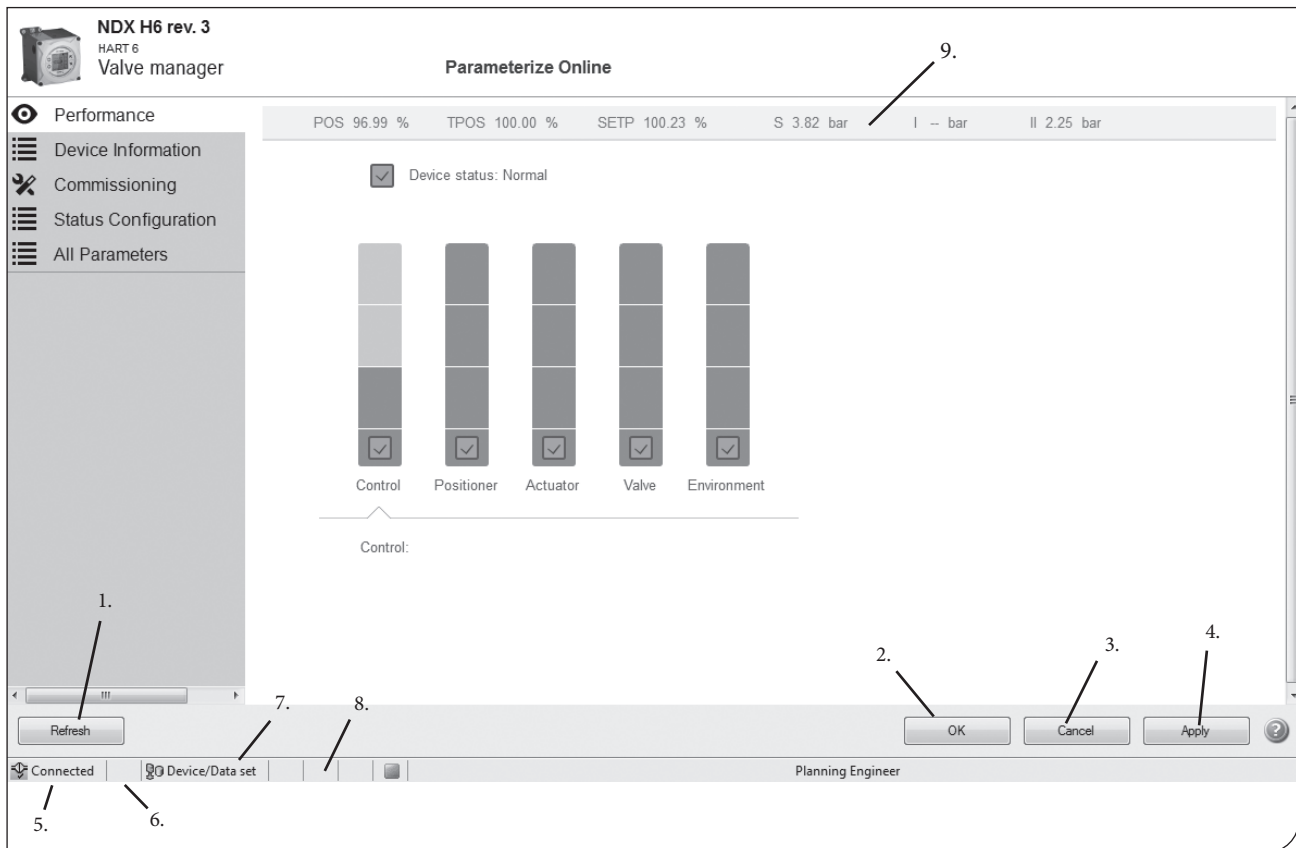 NDX H6 rev. 3
HART 6
Valve manager
Parameterize Online
9.
Performance
Device Information
Commissioning
Status Configuration
All Parameters
POS 96.99 % TPOS 100.00 % SETP 100.23 % S 3.82 bar I -- bar II 2.25 bar
Device status: Normal
Control Positioner Actuator Valve Environment
Control:
1.
2.
3.
4.
7.
8.
Refresh
OK
Cancel
Apply
?
Connected
Device/Data set
Planning Engineer
5.
6.